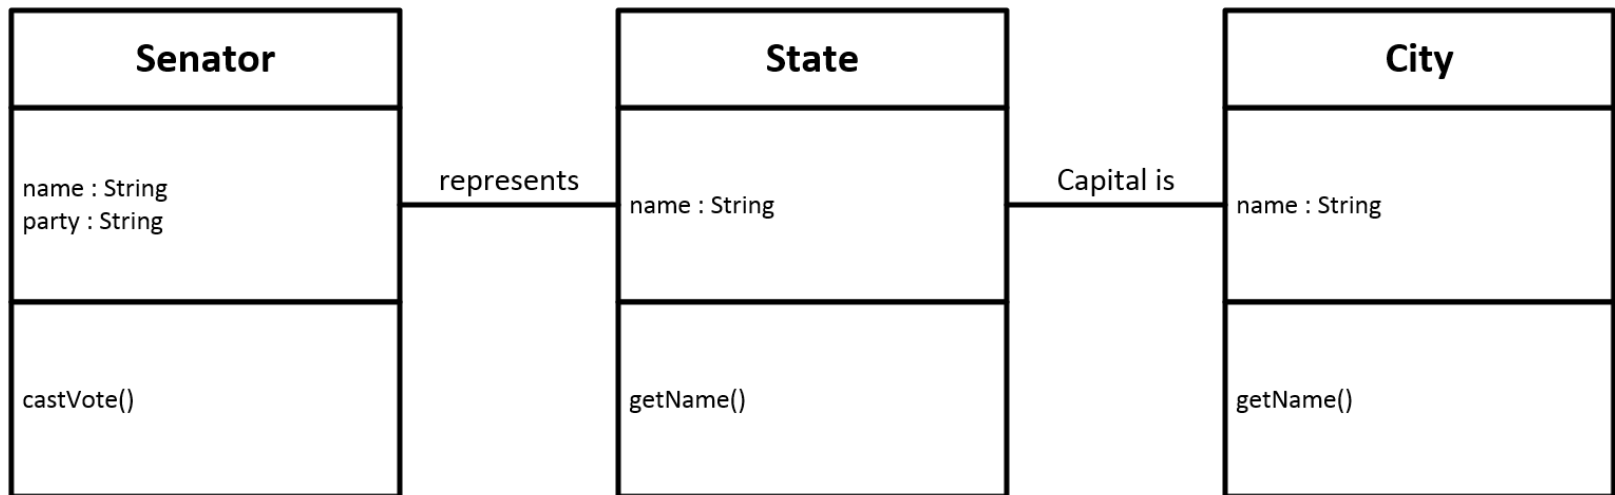 Senator
name : String
party : String
castVote()
represents
State
name : String
getName()
Capital is
City
name : String
getName()